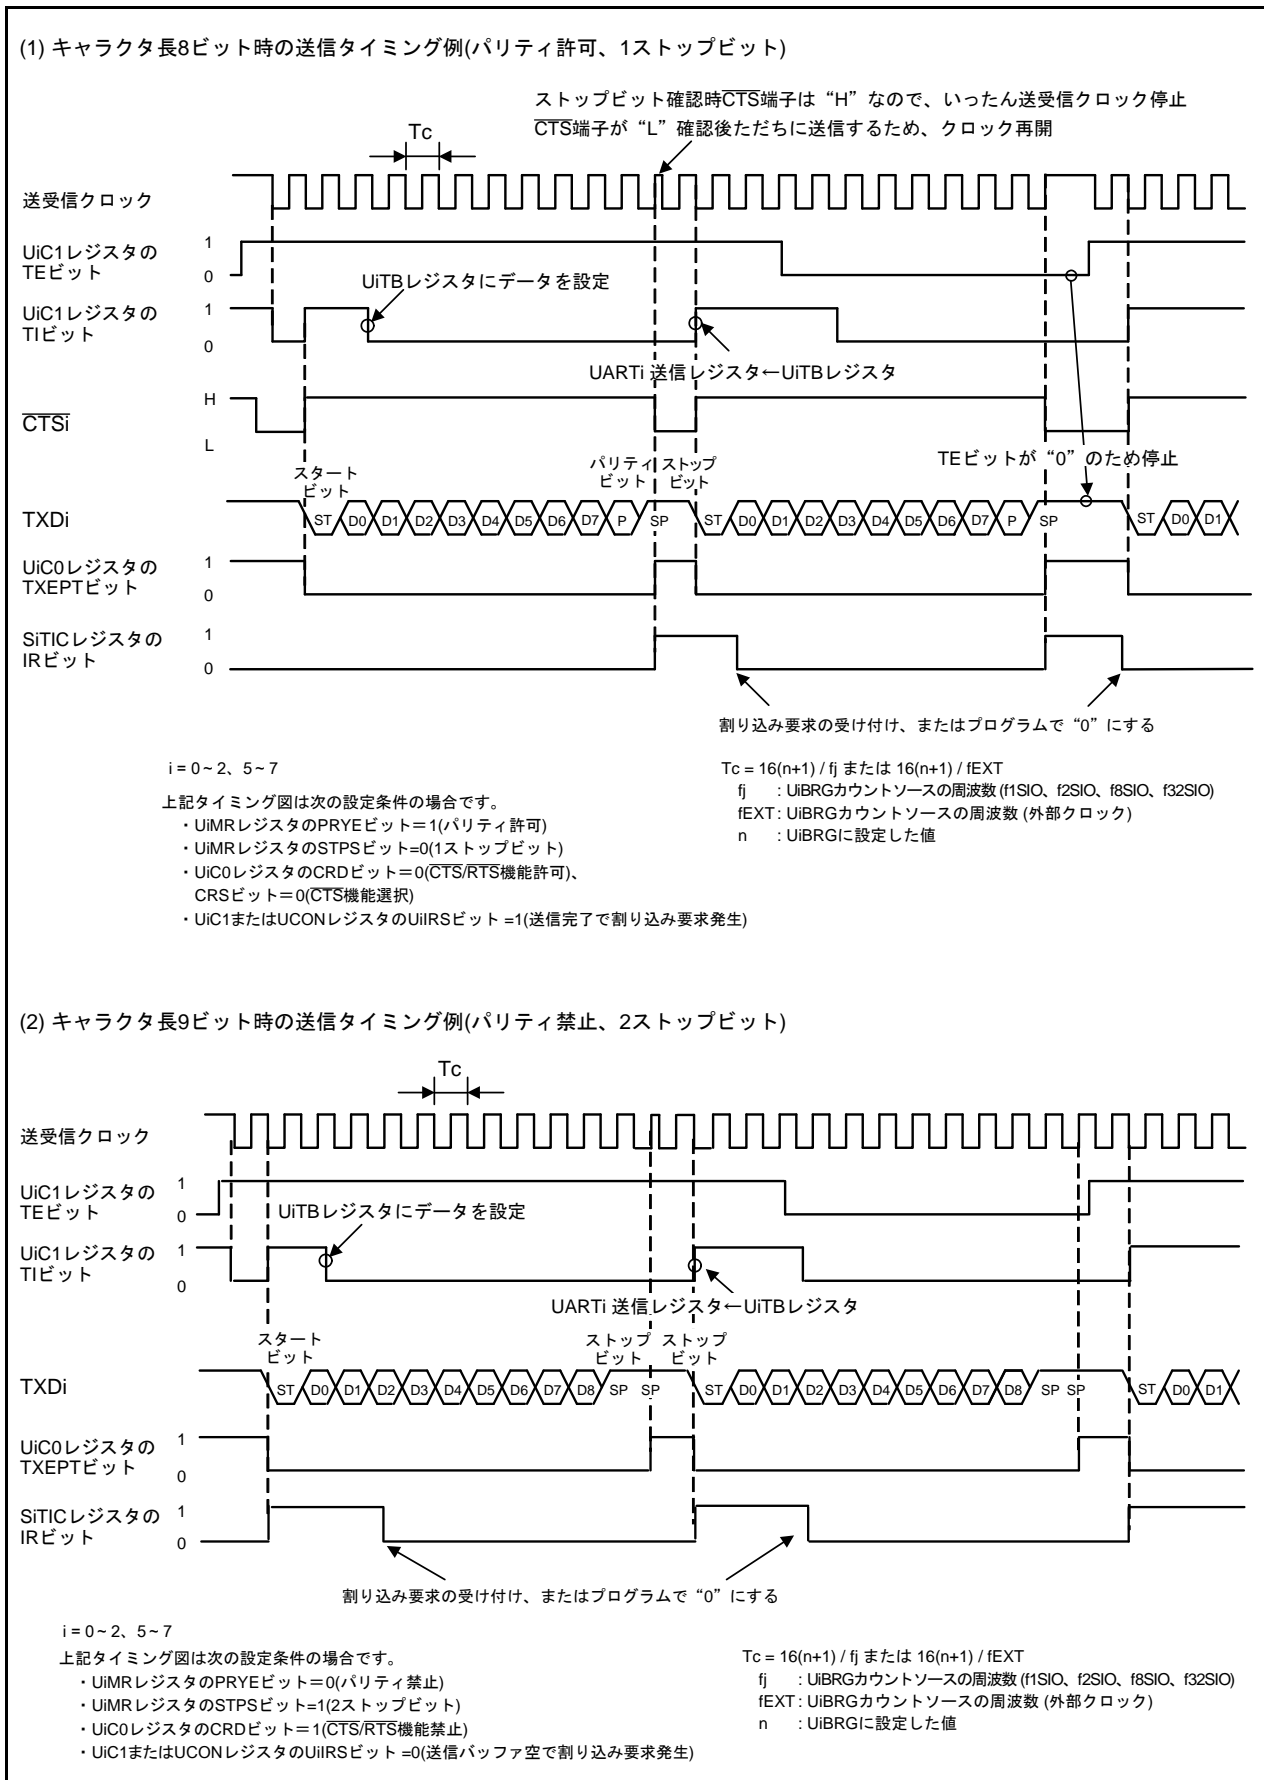 (1) キャラクタ長8ビット時の送信タイミング例(パリティ許可、1ストップビット)
ストップビット確認時CTS端子は“H”なので、いったん送受信クロック停止
CTS端子が“L”確認後ただちに送信するため、クロック再開
Tc
送受信クロック
UiC1レジスタの
TEビット
1
0
UiTBレジスタにデータを設定
UiC1レジスタの
TIビット
1
0
UARTi 送信レジスタ←UiTBレジスタ
CTSi
H
L
TEビットが“0”のため停止
スタート
ビット
パリティ
ビット
ストップ
ビット
TXDi
ST D0 D1 D2 D3 D4 D5 D6 D7 P SP ST D0 D1 D2 D3 D4 D5 D6 D7 P SP ST D0 D1
UiC0レジスタの
TXEPTビット
1
0
SiTICレジスタの
IRビット
1
0
割り込み要求の受け付け、またはプログラムで“0”にする
i = 0~2、5~7
上記タイミング図は次の設定条件の場合です。
・UiMRレジスタのPRYEビット=1(パリティ許可)
・UiMRレジスタのSTPSビット=0(1ストップビット)
・UiC0レジスタのCRDビット=0(CTS/RTS機能許可)、
CRSビット=0(CTS機能選択)
・UiC1またはUCONレジスタのUiIRSビット =1(送信完了で割り込み要求発生)
Tc = 16(n+1) / fj または 16(n+1) / fEXT
fj : UiBRGカウントソースの周波数 (f1SIO、f2SIO、f8SIO、f32SIO)
fEXT : UiBRGカウントソースの周波数 (外部クロック)
n : UiBRGに設定した値
(2) キャラクタ長9ビット時の送信タイミング例(パリティ禁止、2ストップビット)
Tc
送受信クロック
UiC1レジスタの
TEビット
1
0
UiTBレジスタにデータを設定
UiC1レジスタの
TIビット
1
0
UARTi 送信レジスタ←UiTBレジスタ
スタート
ビット
ストップ
ビット
ストップ
ビット
TXDi
ST D0 D1 D2 D3 D4 D5 D6 D7 D8 SP SP ST D0 D1 D2 D3 D4 D5 D6 D7 D8 SP SP ST D0 D1
UiC0レジスタの
TXEPTビット
1
0
SiTICレジスタの
IRビット
1
0
割り込み要求の受け付け、またはプログラムで“0”にする
i = 0~2、5~7
上記タイミング図は次の設定条件の場合です。
・UiMRレジスタのPRYEビット=0(パリティ禁止)
・UiMRレジスタのSTPSビット=1(2ストップビット)
・UiC0レジスタのCRDビット=1(CTS/RTS機能禁止)
・UiC1またはUCONレジスタのUiIRSビット =0(送信バッファ空で割り込み要求発生)
Tc = 16(n+1) / fj または 16(n+1) / fEXT
fj : UiBRGカウントソースの周波数 (f1SIO、f2SIO、f8SIO、f32SIO)
fEXT : UiBRGカウントソースの周波数 (外部クロック)
n : UiBRGに設定した値